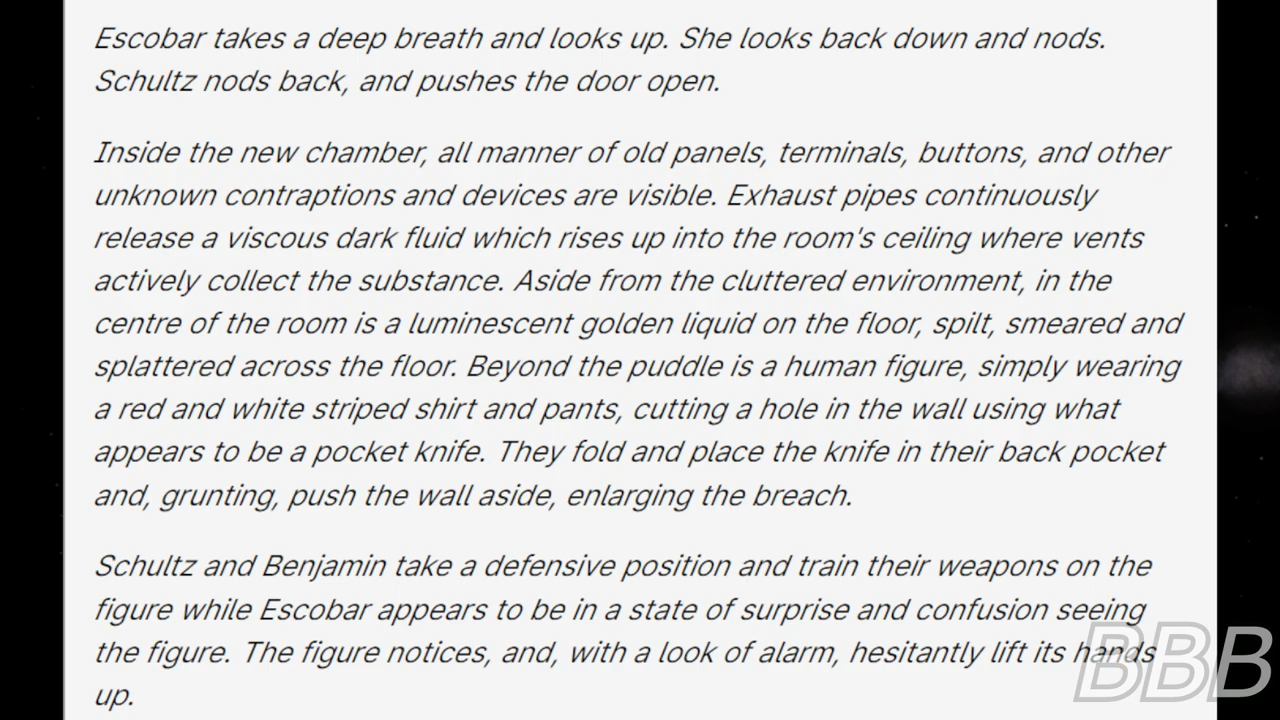 Escobar takes a deep breath and looks up. She looks back down and nods.
Schultz nods back, and pushes the door open.
Inside the new chamber, all manner of old panels, terminals, buttons, and other
unknown contraptions and devices are visible. Exhaust pipes continuously
release a viscous dark fluid which rises up into the room's ceiling where vents
actively collect the substance. Aside from the cluttered environment, in the
centre of the room is a luminescent golden liquid on the floor, spilt, smeared and
splattered across the floor. Beyond the puddle is a human figure, simply wearing
a red and white striped shirt and pants, cutting a hole in the wall using what
appears to be a pocket knife. They fold and place the knife in their back pocket
and, grunting, push the wall aside, enlarging the breach.
Schultz and Benjamin take a defensive position and train their weapons on the
figure while Escobar appears to be in a state of surprise and confusion seeing
the figure. The figure notices, and, with a look of alarm, hesitantly lift its hands
up.
BBB